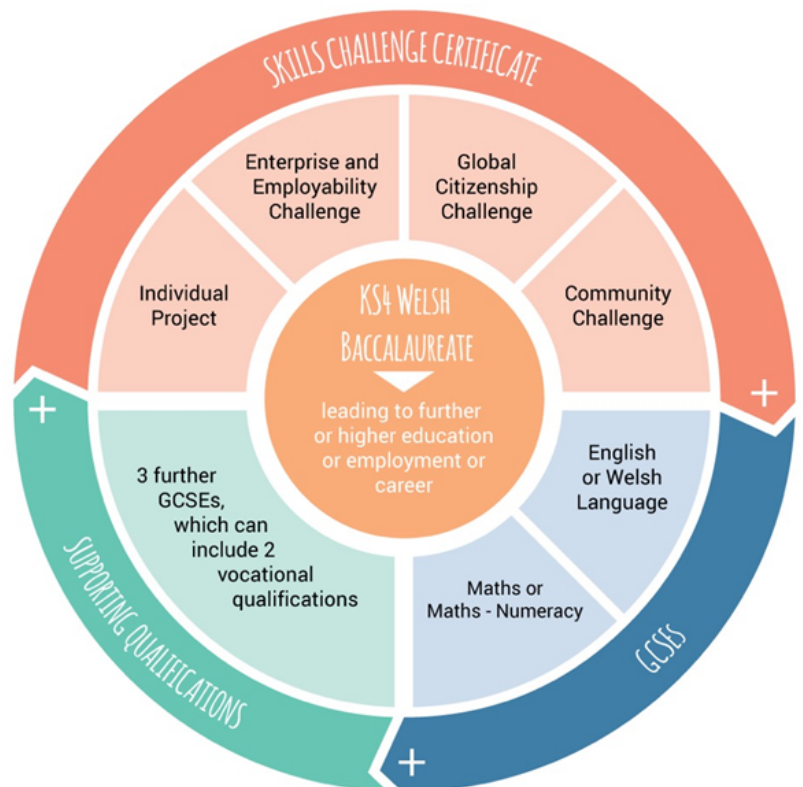 SKILLS CHALLENGE CERTIFICATE
Enterprise and
Employability
Challenge
Global
Citizenship
Challenge
Individual
Project
Community
Challenge
KS4 WELSH
BACCALAUREATE
leading to further
or higher education
or employment or
career
+
+
English
or Welsh
Language
3 further
GCSEs,
which can
include 2
vocational
qualifications
Maths or
Maths - Numeracy
SUPPORTING QUALIFICATIONS
GCSES
+